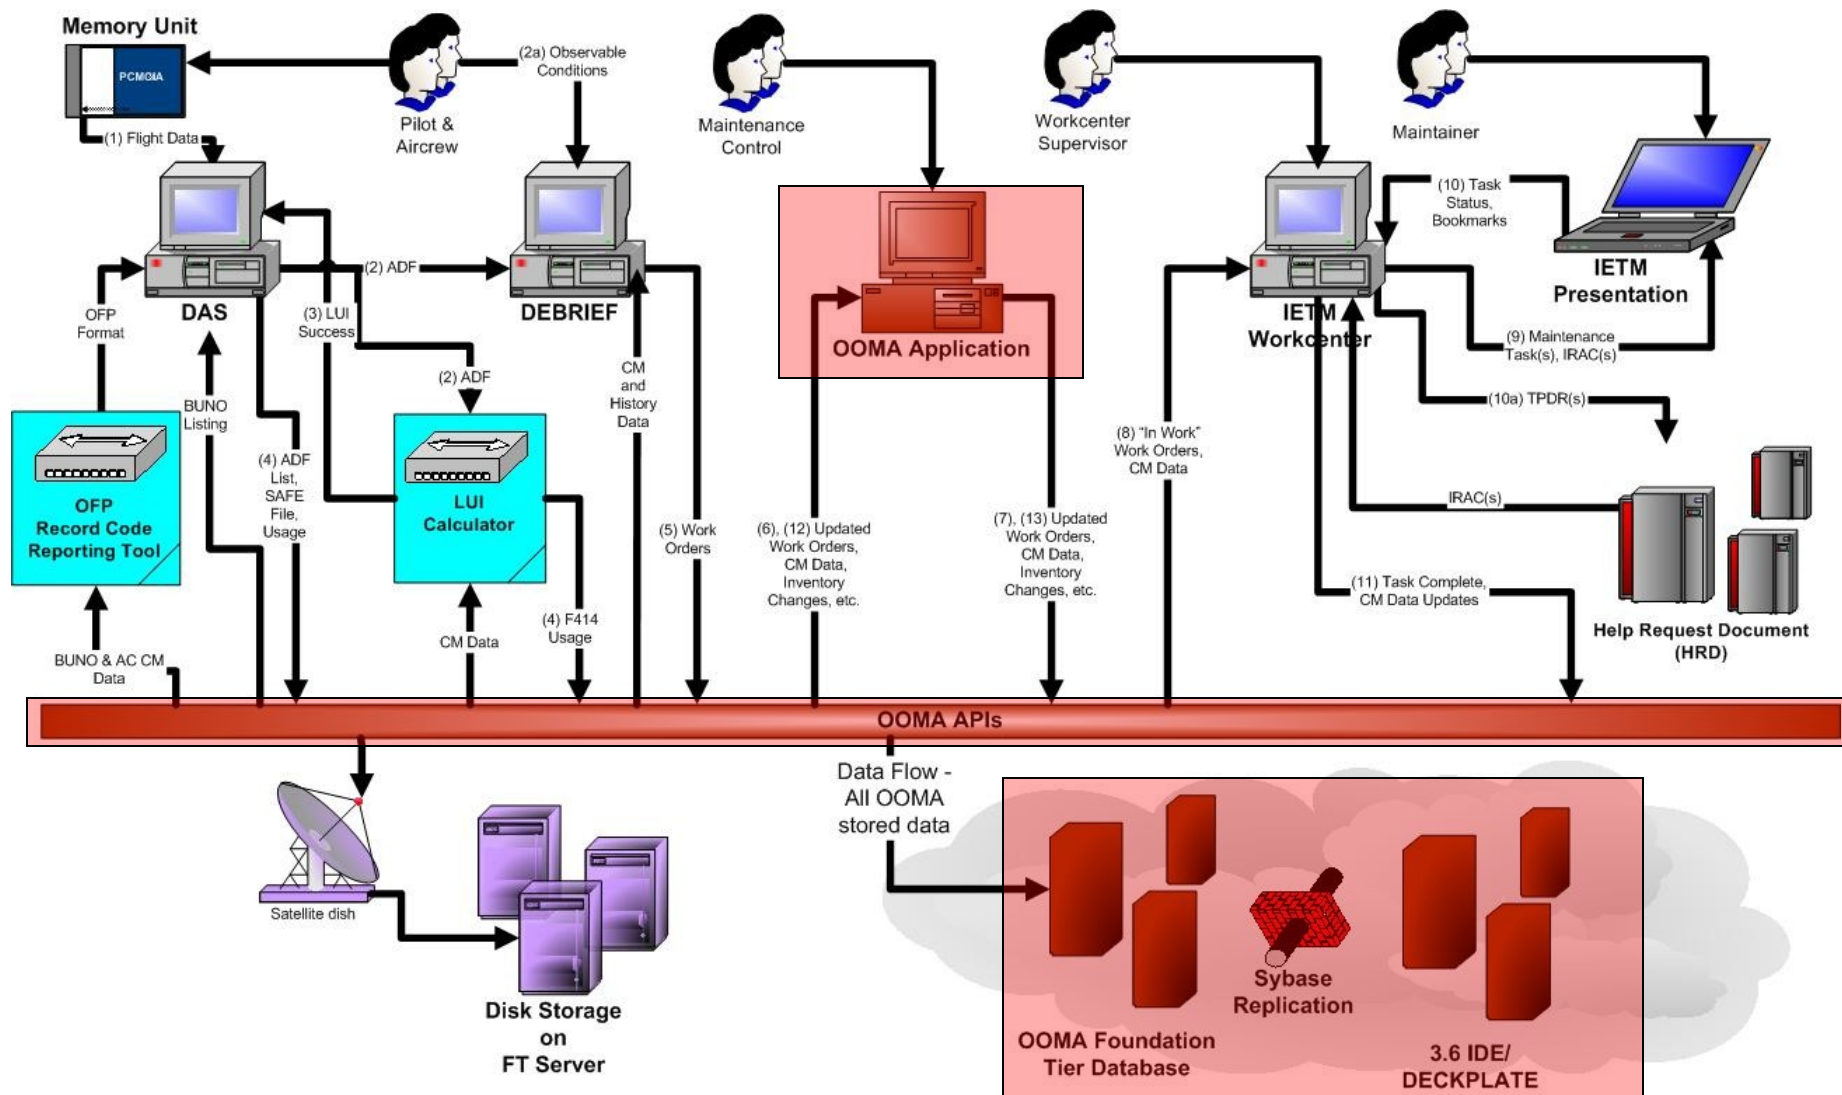 Memory Unit
PCMCIA
(1) Flight Data
Pilot &
Aircrew
(2a) Observable
Conditions
Maintenance
Control
Workcenter
Supervisor
Maintainer
(10) Task
Status,
Bookmarks
IETM
Presentation
DAS
(2) ADF
DEBRIEF
OOMA Application
IETM
Workcenter
(9) Maintenance
Task(s), IRAC(s)
(10a) TPDR(s)
IRAC(s)
OFP
Format
(3) LUI
Success
(2) ADF
BUNO
Listing
(4) ADF
List,
SAFE
File,
Usage
CM
and
History
Data
OFP
Record Code
Reporting Tool
LUI
Calculator
(5) Work
Orders
(6), (12) Updated
Work Orders,
CM Data,
Inventory
Changes, etc.
(7), (13) Updated
Work Orders,
CM Data,
Inventory
Changes, etc.
(8) “In Work”
Work Orders,
CM Data
(11) Task Complete,
CM Data Updates
Help Request Document
(HRD)
BUNO & AC CM
Data
CM Data
(4) F414
Usage
OOMA APIs
Data Flow -
All OOMA
stored data
Satellite dish
Disk Storage
on
FT Server
Sybase
Replication
OOMA Foundation
Tier Database
3.6 IDE/
DECKPLATE